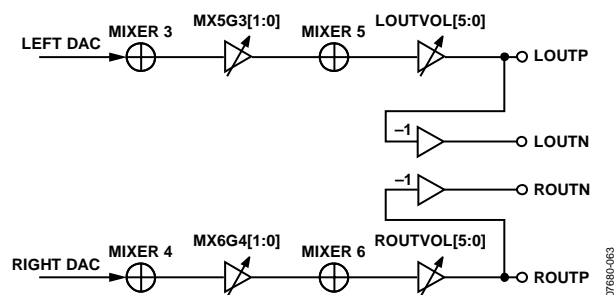 MIXER 3 MX5G3[1:0] MIXER 5 LOUTVOL[5:0]
LEFT DAC LOUTP
–1 LOUTN
–1 ROUTN
MIXER 4 MX6G4[1:0] MIXER 6 ROUTVOL[5:0]
RIGHT DAC ROUTP
07680-063